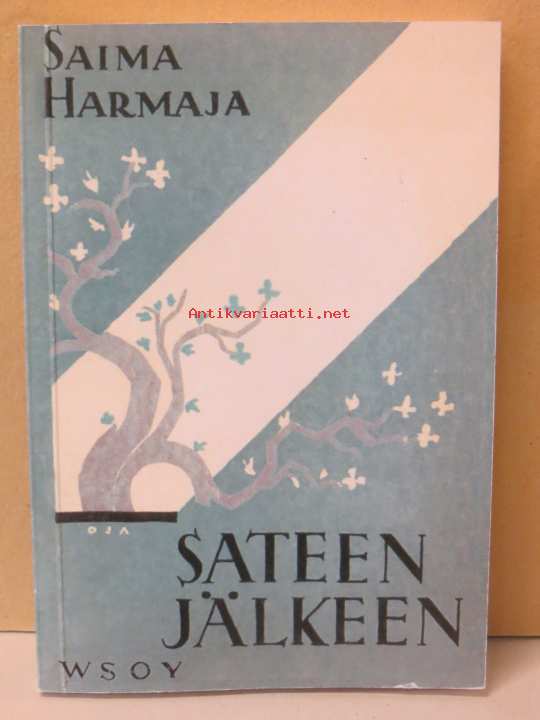 SAIMA
HARMAJA
Antikvariaatti.net
OJA
SATEEN
JÄLKEEN
WSOY